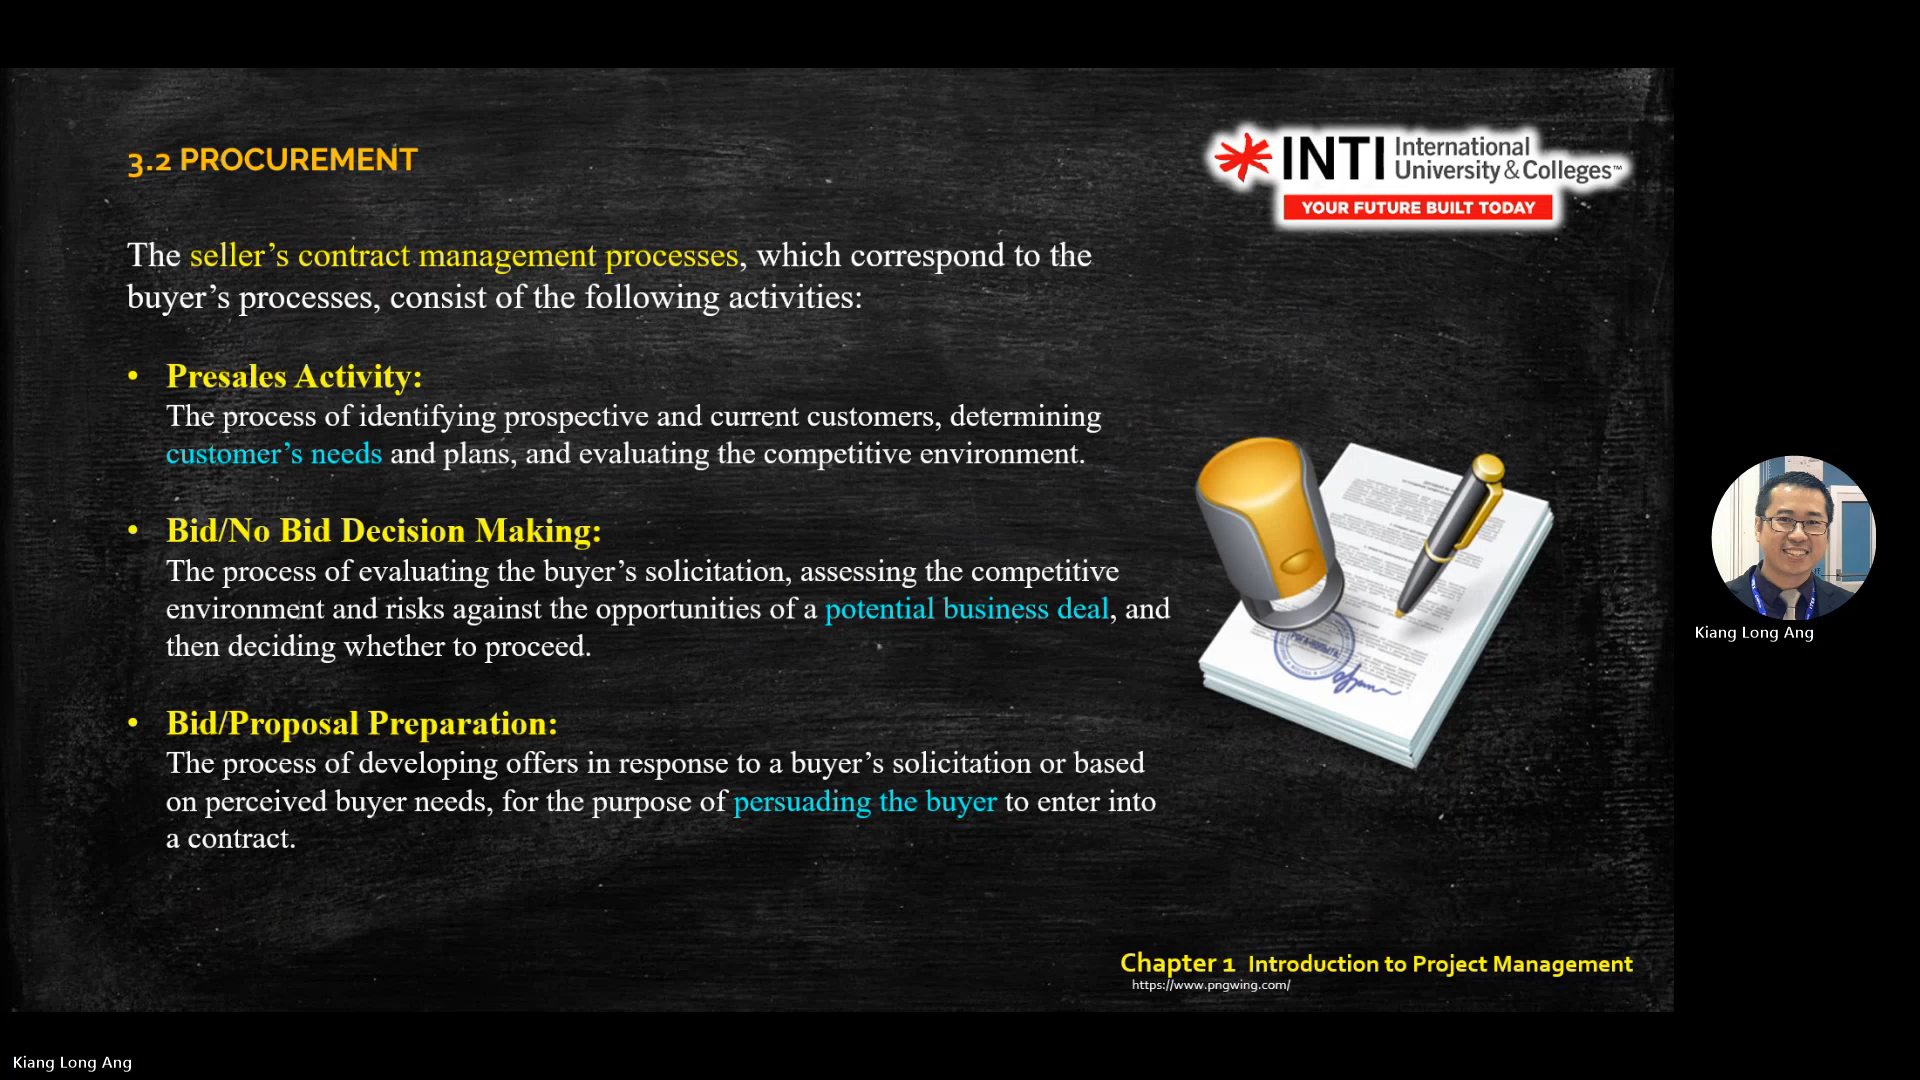 3.2 PROCUREMENT
INTI International
University & Colleges™
YOUR FUTURE BUILT TODAY
The seller’s contract management processes, which correspond to the
buyer’s processes, consist of the following activities:
• Presales Activity:
The process of identifying prospective and current customers, determining
customer’s needs and plans, and evaluating the competitive environment.
• Bid/No Bid Decision Making:
The process of evaluating the buyer’s solicitation, assessing the competitive
environment and risks against the opportunities of a potential business deal, and
then deciding whether to proceed.
• Bid/Proposal Preparation:
The process of developing offers in response to a buyer’s solicitation or based
on perceived buyer needs, for the purpose of persuading the buyer to enter into
a contract.
Kiang Long Ang
Chapter 1 Introduction to Project Management
https://www.pngwing.com/
Kiang Long Ang